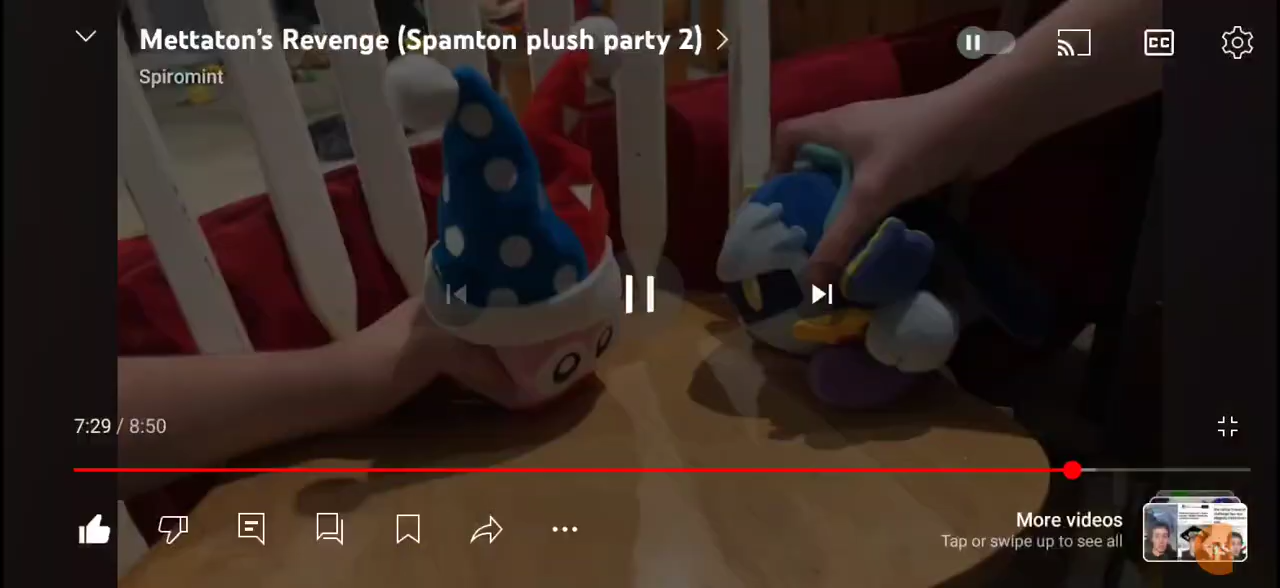 Mettaton's Revenge (Spamton plush party 2)
Spiromint
CC
7:29 / 8:50
More videos
Tap or swipe up to see all